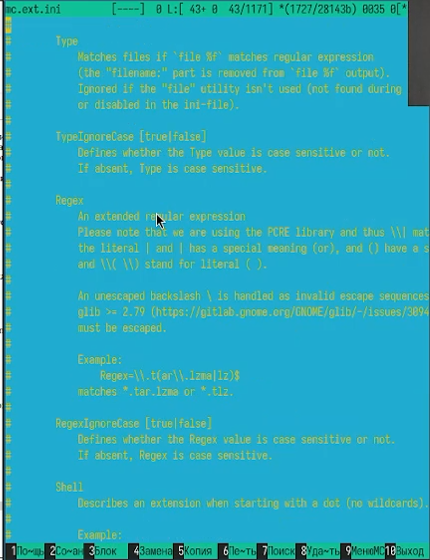 mc.ext.ini [----] 0 L:[ 43+ 0 43/1171] *(1727/28143b) 0035 0[*
#
# Type
# Matches files if `file %f` matches regular expression
# (the "filename:" part is removed from `file %f` output).
# Ignored if the "file" utility isn't used (not found during
# or disabled in the ini-file).
#
# TypeIgnoreCase [true|false]
# Defines whether the Type value is case sensitive or not.
# If absent, Type is case sensitive.
#
# Regex
# An extended regular expression
# Please note that we are using the PCRE library and thus \\| mat
# the literal | and | has a special meaning (or), and () have a s
# and \\( \\) stand for literal ( ).
#
# An unescaped backslash \ is handled as invalid escape sequences
# glib >= 2.79 (https://gitlab.gnome.org/GNOME/glib/-/issues/3094
# must be escaped.
#
# Example:
# Regex=\\.t(ar\\.lzma|lz)$
# matches *.tar.lzma or *.tlz.
#
# RegexIgnoreCase [true|false]
# Defines whether the Regex value is case sensitive or not.
# If absent, Regex is case sensitive.
#
# Shell
# Describes an extension when starting with a dot (no wildcards).
#
# Example:
1По~щь 2Со~ан 3Блок 4Замена 5Копия 6Пе~ть 7Поиск 8Уда~ть 9МенюMC 10Выход